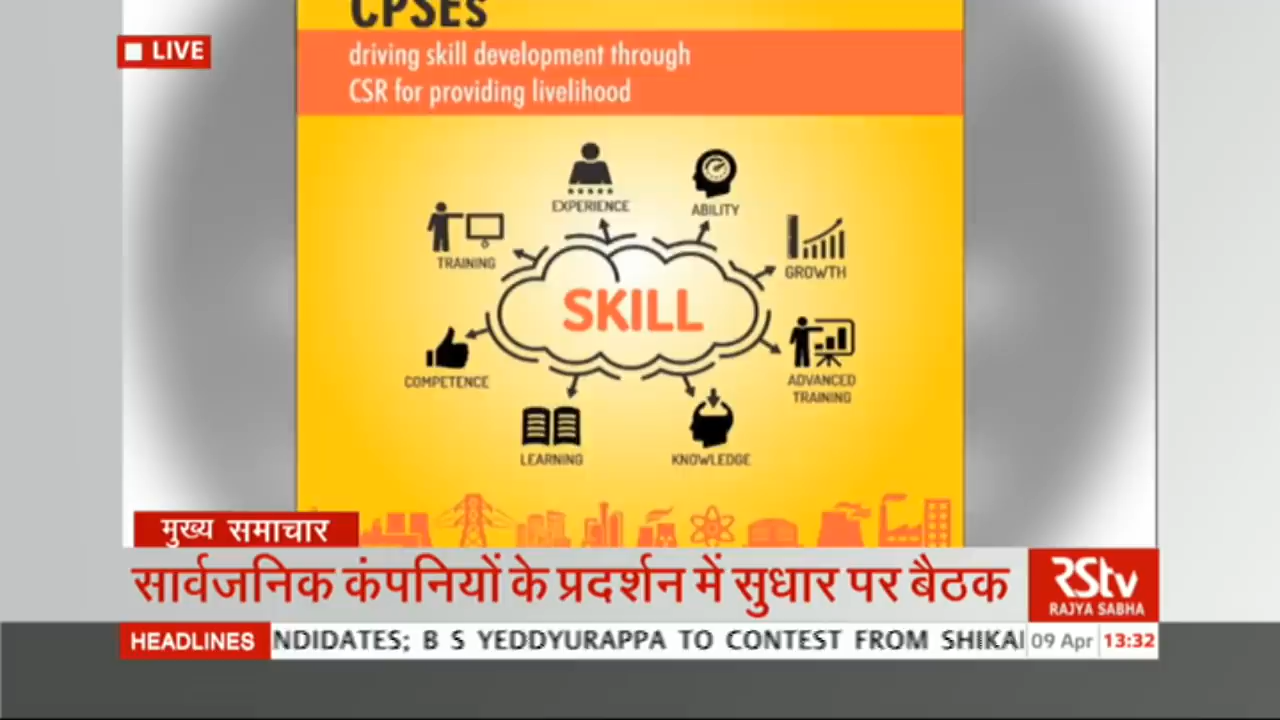 CPSEs
LIVE
driving skill development through
CSR for providing livelihood
EXPERIENCE
ABILITY
TRAINING
GROWTH
SKILL
COMPETENCE
ADVANCED
TRAINING
LEARNING
KNOWLEDGE
मुख्य समाचार
सार्वजनिक कंपनियों के प्रदर्शन में सुधार पर बैठक
RStv
RAJYA SABHA
HEADLINES NDIDATES; B S YEDDYURAPPA TO CONTEST FROM SHIKAI 09 Apr 13:32